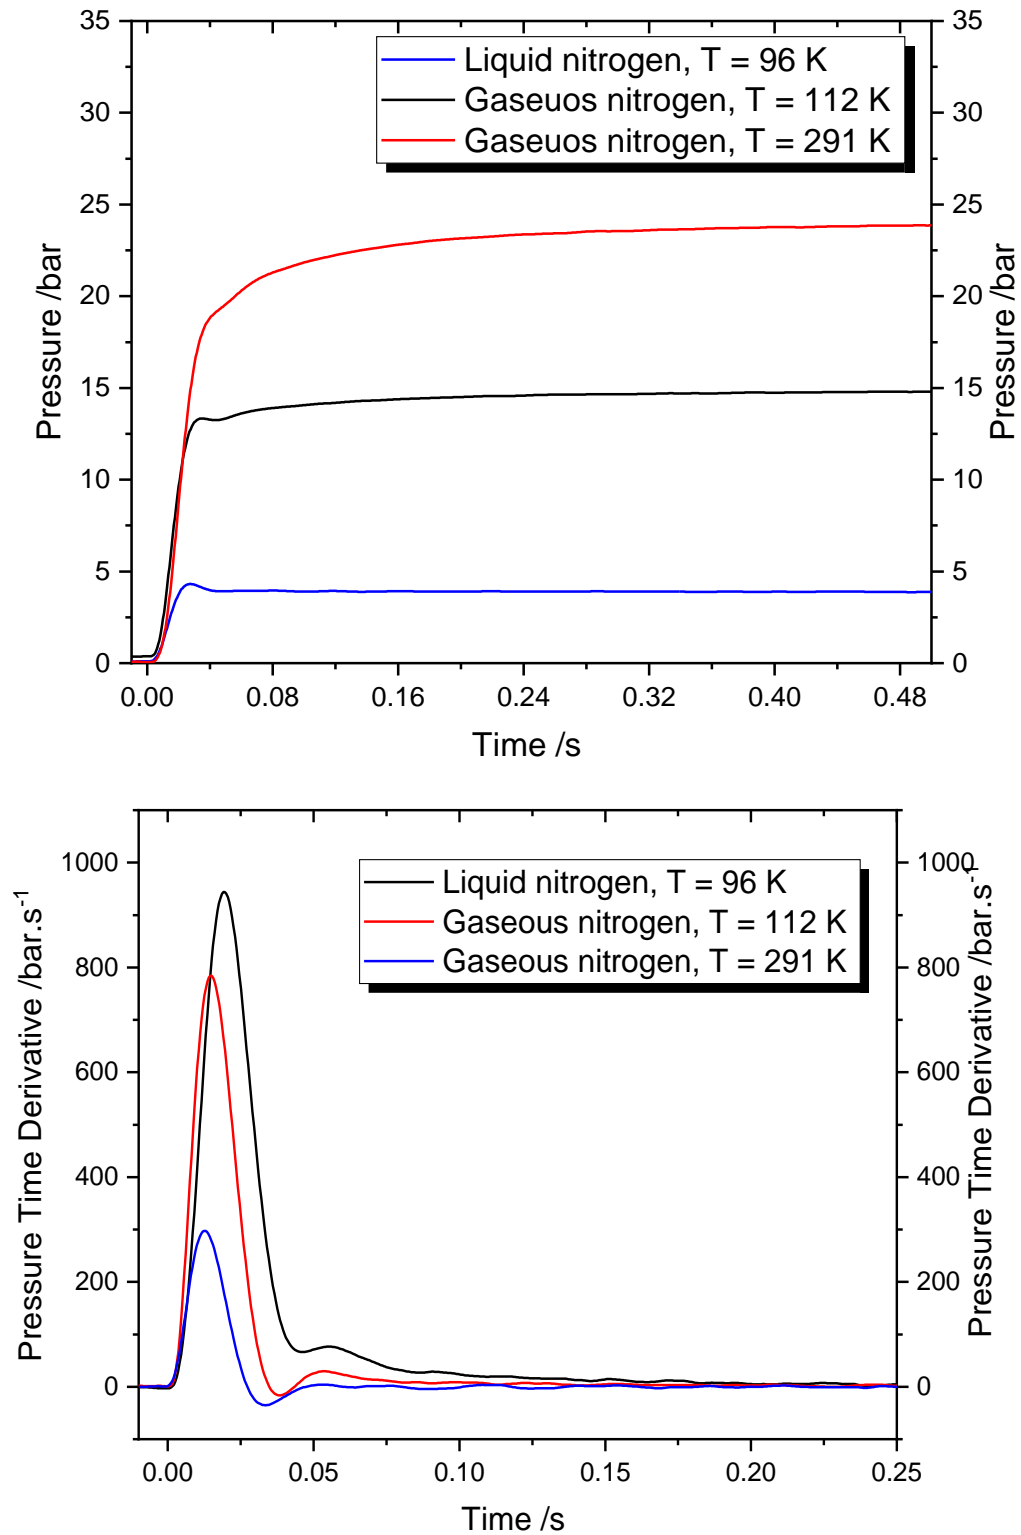 35 35
Liquid nitrogen, T = 96 K
30 30
Gaseuos nitrogen, T = 112 K
Gaseuos nitrogen, T = 291 K
25 25
Pressure /bar
Pressure /bar
20 20
15 15
10 10
5 5
0 0
0.00 0.08 0.16 0.24 0.32 0.40 0.48
Time /s
1000 1000
Liquid nitrogen, T = 96 K
Gaseous nitrogen, T = 112 K
Gaseous nitrogen, T = 291 K
Pressure Time Derivative /bar.s-1
Pressure Time Derivative /bar.s-1
800 800
600 600
400 400
200 200
0 0
0.00 0.05 0.10 0.15 0.20 0.25
Time /s